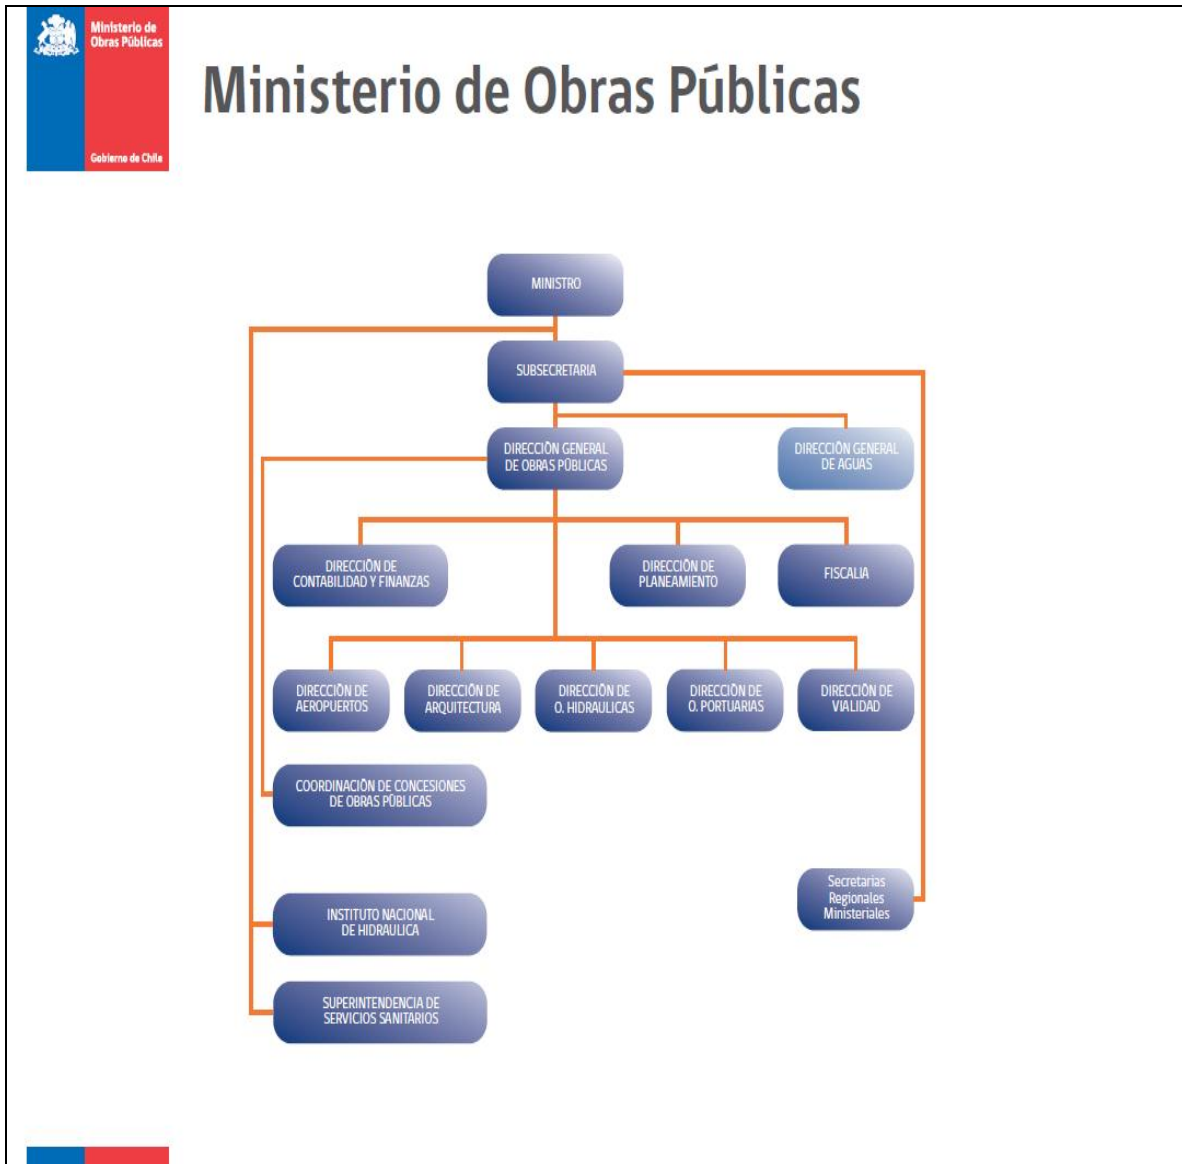 Ministerio de
Obras Públicas
Gobierno de Chile
Ministerio de Obras Públicas
MINISTRO
SUBSECRETARIA
DIRECCIÓN GENERAL
DE OBRAS PÚBLICAS
DIRECCIÓN GENERAL
DE AGUAS
DIRECCIÓN DE
CONTABILIDAD Y FINANZAS
DIRECCIÓN DE
PLANEAMIENTO
FISCALIA
DIRECCIÓN DE
AEROPUERTOS
DIRECCIÓN DE
ARQUITECTURA
DIRECCIÓN DE
O. HIDRAULICAS
DIRECCIÓN DE
O. PORTUARIAS
DIRECCIÓN DE
VIALIDAD
COORDINACIÓN DE CONCESIONES
DE OBRAS PÚBLICAS
Secretarias
Regionales
Ministeriales
INSTITUTO NACIONAL
DE HIDRAULICA
SUPERINTENDENCIA DE
SERVICIOS SANITARIOS